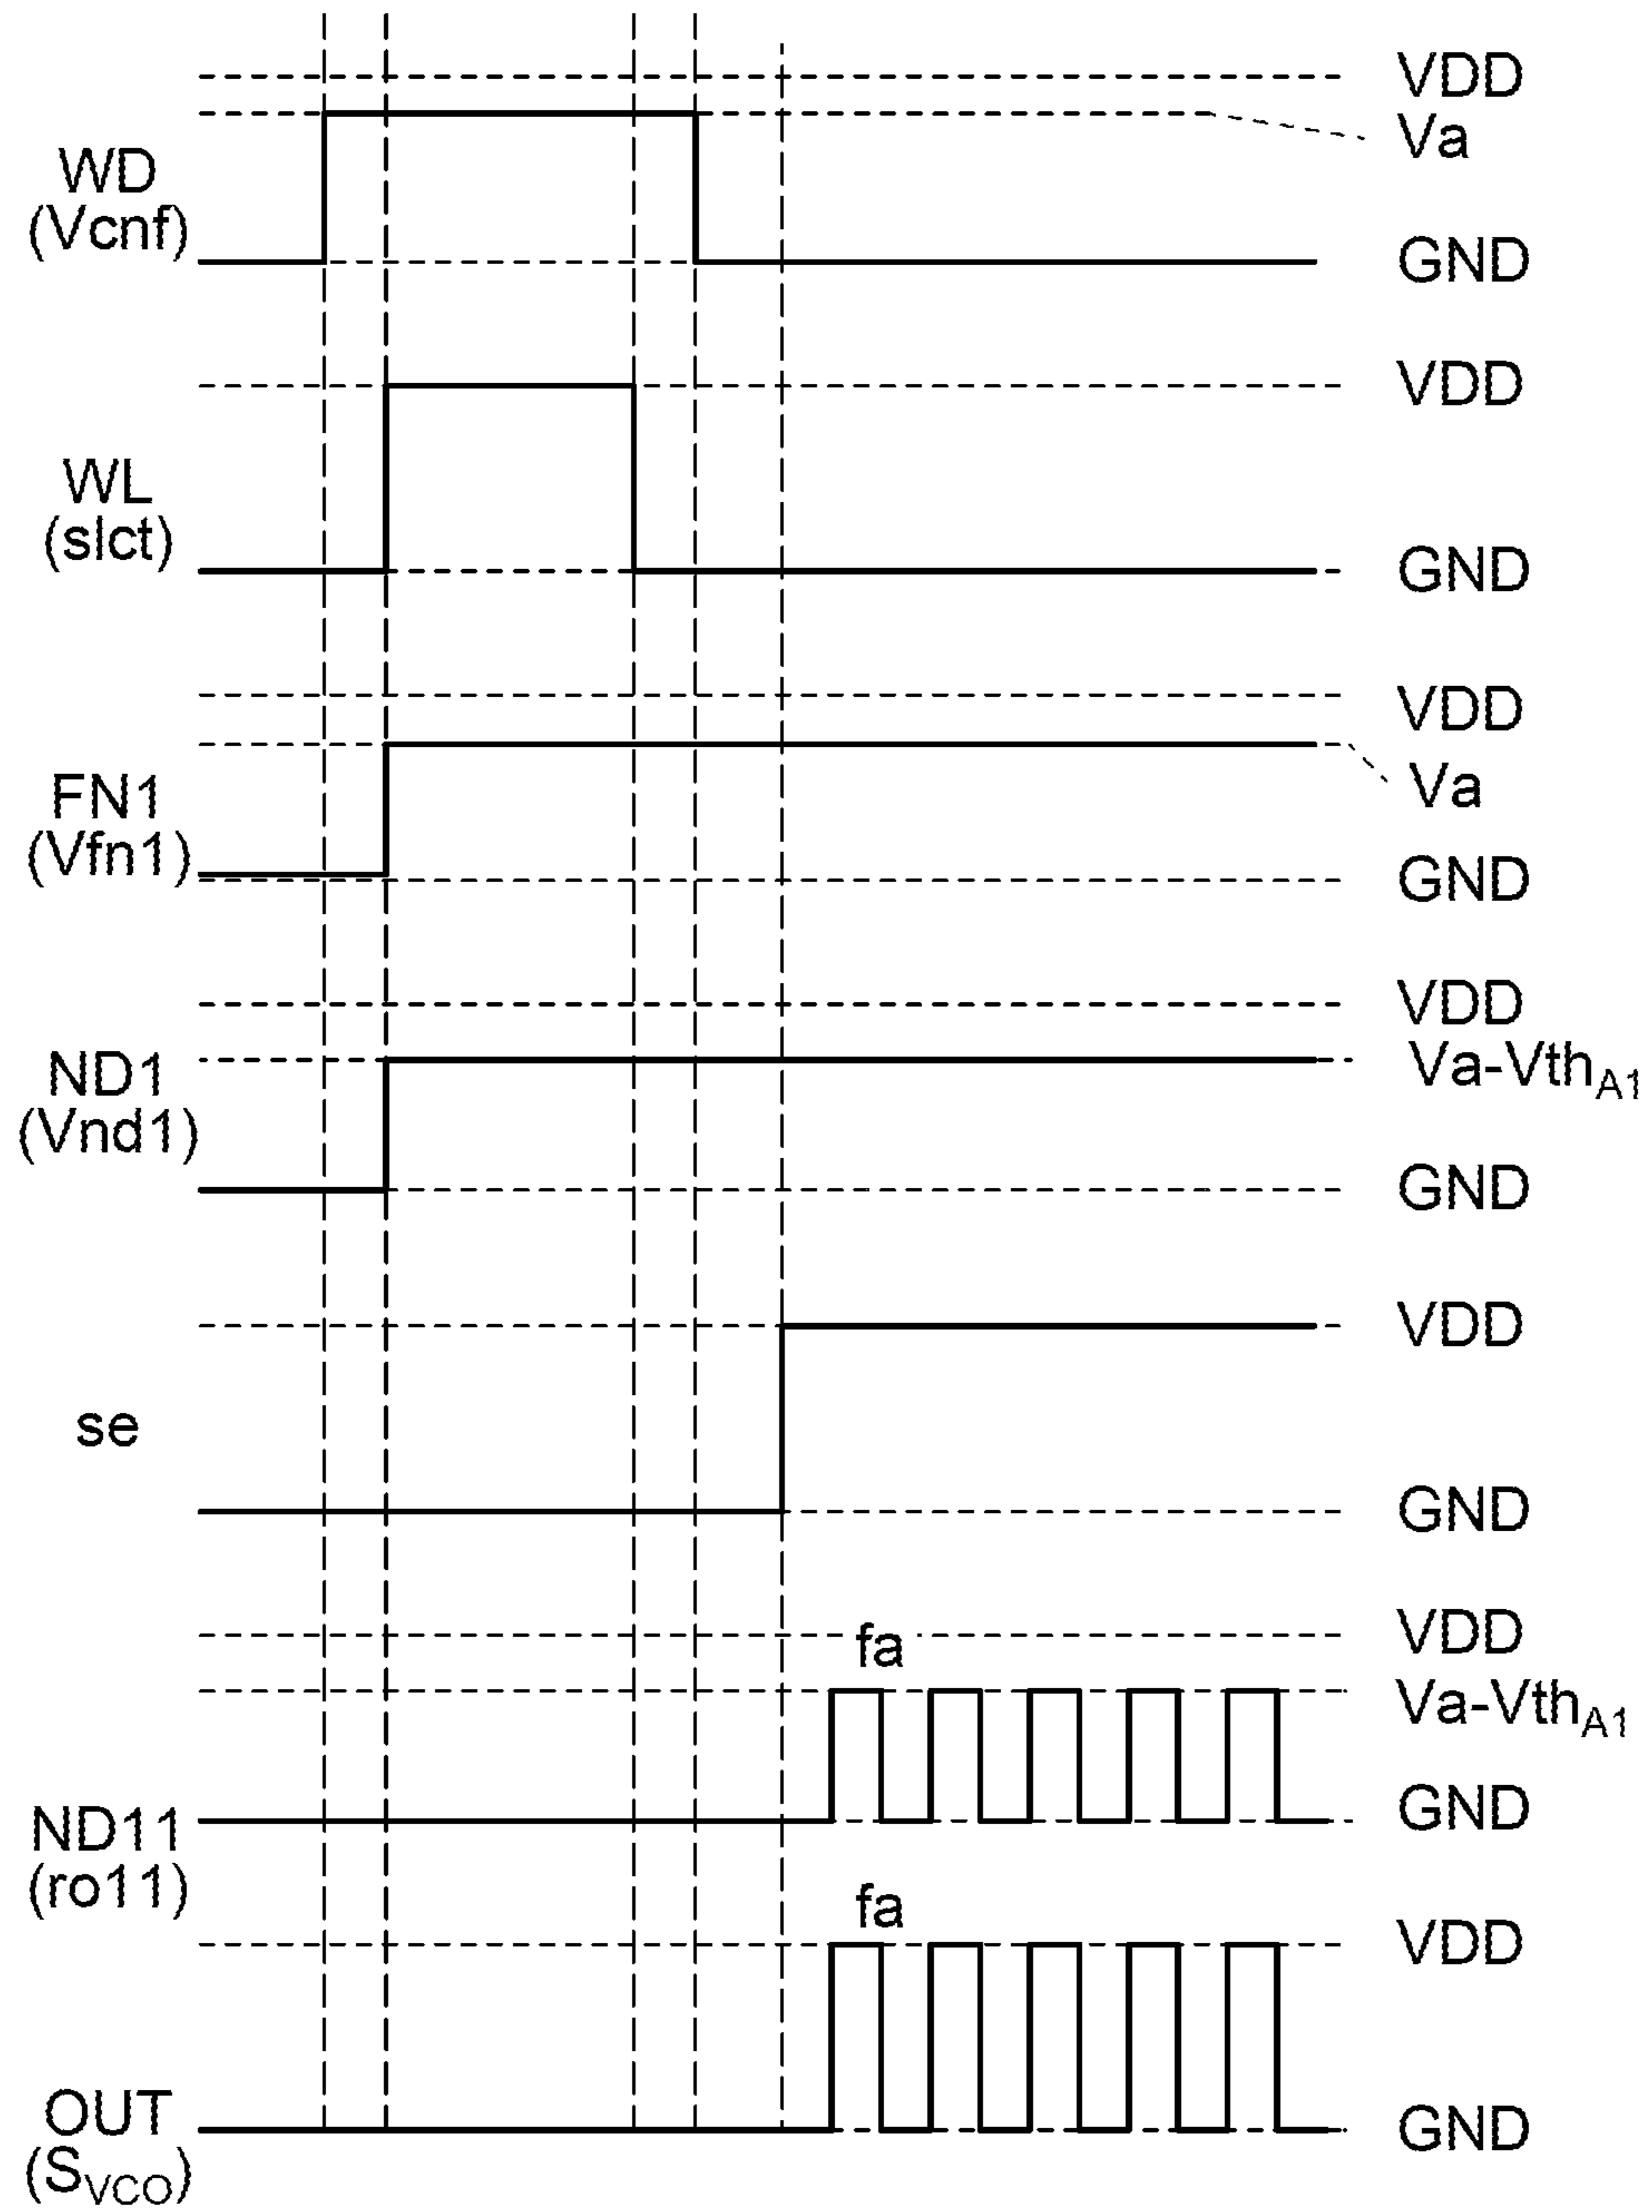 VDD
Va
WD
(Vcnf)
GND
VDD
WL
(slct)
GND
VDD
Va
FN1
(Vfn1)
GND
VDD
Va-VthA1
ND1
(Vnd1)
GND
VDD
se
GND
VDD
fa
Va-VthA1
GND
ND11
(ro11)
fa
VDD
OUT
(SVCO)
GND